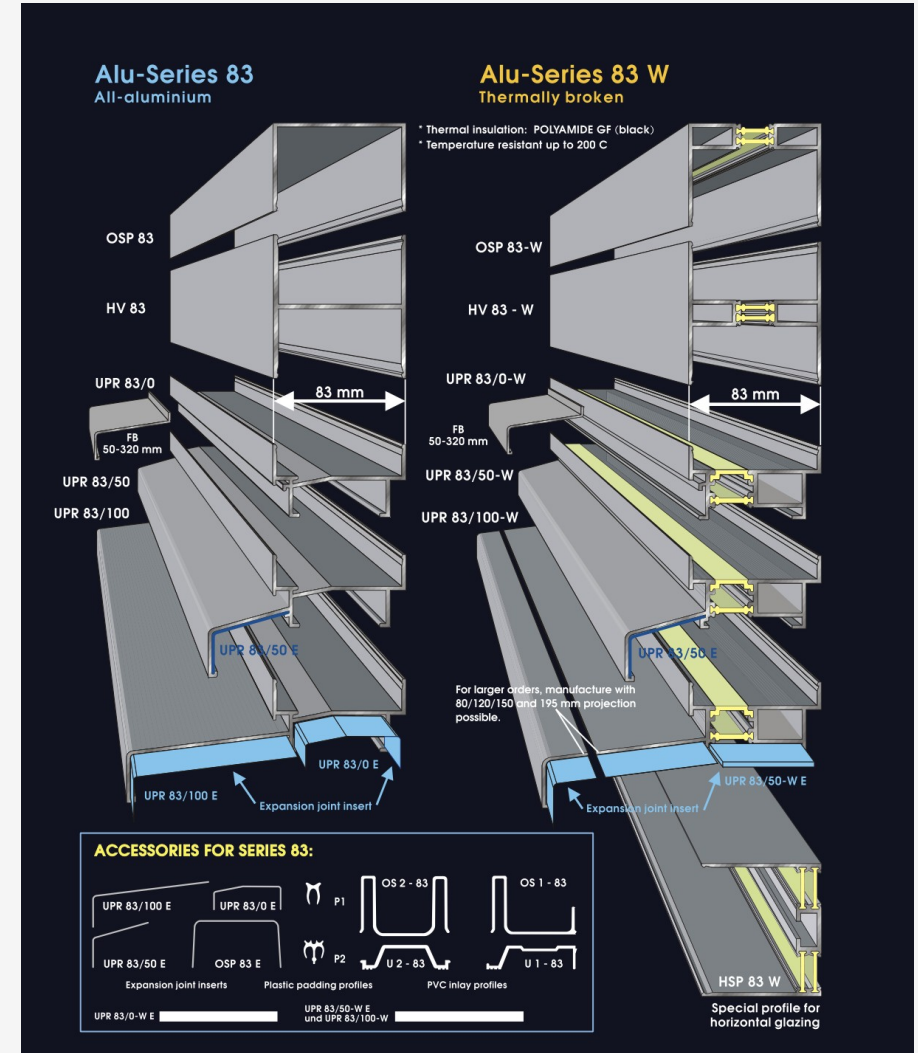 Alu-Series 83
All-aluminium
Alu-Series 83 W
Thermally broken
* Thermal insulation: POLYAMIDE GF (black)
* Temperature resistant up to 200 C
OSP 83
HV 83
UPR 83/0
83 mm
FB
50-320 mm
UPR 83/50
UPR 83/100
UPR 83/50 E
UPR 83/0 E
UPR 83/100 E
Expansion joint insert
OSP 83-W
HV 83 - W
UPR 83/0-W
83 mm
FB
50-320 mm
UPR 83/50-W
UPR 83/100-W
UPR 83/50 E
For larger orders, manufacture with
80/120/150 and 195 mm projection
possible.
UPR 83/50-W E
Expansion joint insert
HSP 83 W
Special profile for
horizontal glazing
ACCESSORIES FOR SERIES 83:
UPR 83/100 E
UPR 83/0 E
P1
OS 2 - 83
OS 1 - 83
UPR 83/50 E
OSP 83 E
P2
U 2 - 83
U 1 - 83
Expansion joint inserts
Plastic padding profiles
PVC inlay profiles
UPR 83/0-W E
UPR 83/50-W E
und UPR 83/100-W